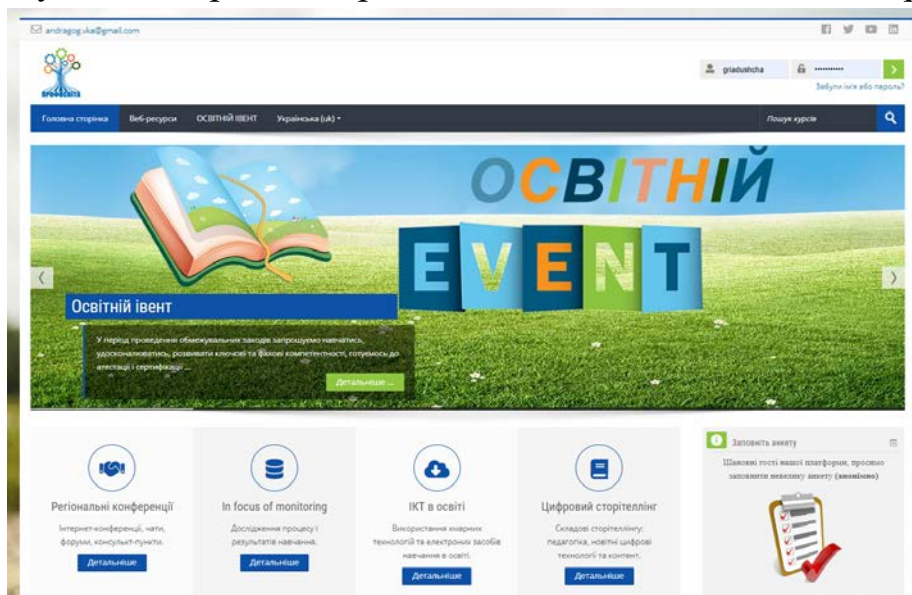 andragog.vka@gmail.com
ПРОФОСВІТА
griadushcha
Забули ім'я або пароль?
Головна сторінка
Веб-ресурси
ОСВІТНІЙ ІВЕНТ
Українська (uk)
Пошук курсів
ОСВІТНІЙ
EVENT
Освітній івент
У період проведення обмежувальних заходів запрошуємо навчатись,
удосконалюватись, розвивати ключові та фахові компетентності, готуємось до
атестації і сертифікації ...
Детальніше ...
Регіональні конференції
Інтернет-конференції, чати,
форуми, консульт-пункти.
Детальніше
In focus of monitoring
Дослідження процесу і
результатів навчання.
Детальніше
ІКТ в освіті
Використання хмарних
технологій та електроних засобів
навчання в освіті.
Детальніше
Цифровий сторітеллінг
Складові сторітеллінгу:
педагогіка, новітні цифрові
технології та контент.
Детальніше
Заповніть анкету
Шановні гості нашої платформи, просимо
заповнити невелику анкету (анонімно)